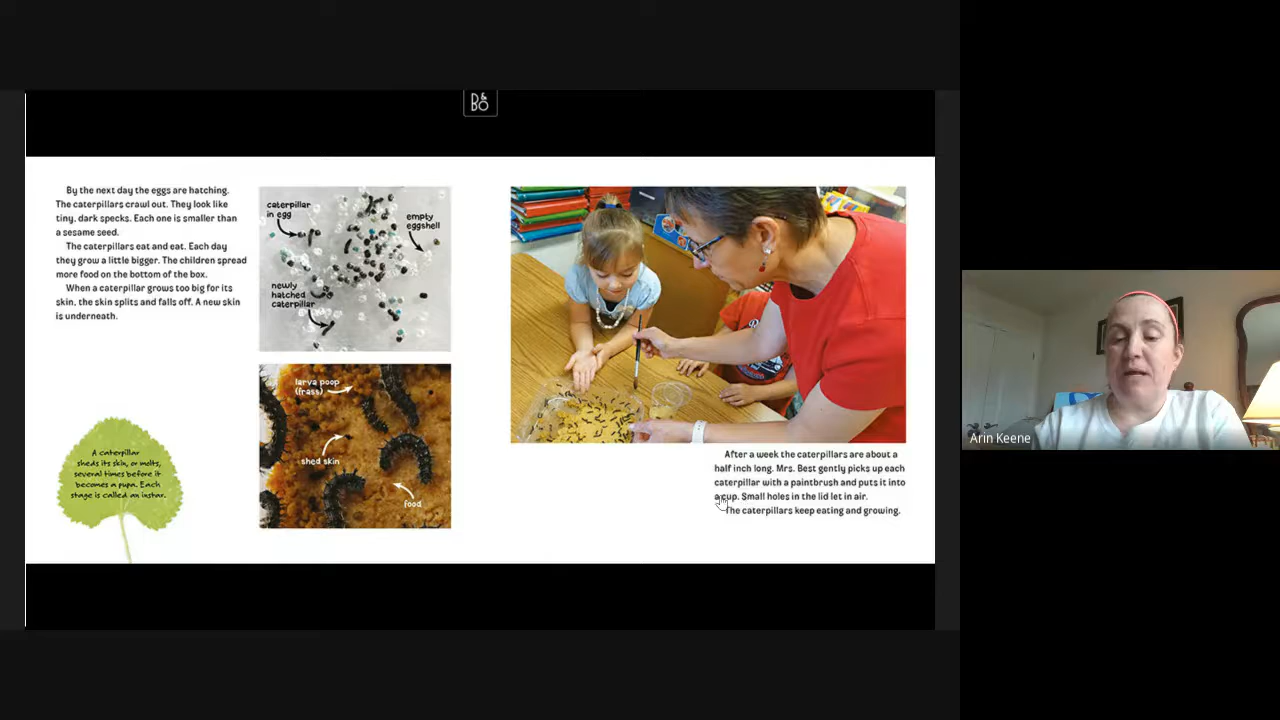 B&
BO
By the next day the eggs are hatching.
The caterpillars crawl out. They look like
tiny, dark specks. Each one is smaller than
a sesame seed.
The caterpillars eat and eat. Each day
they grow a little bigger. The children spread
more food on the bottom of the box.
When a caterpillar grows too big for its
skin, the skin splits and falls off. A new skin
is underneath.
caterpillar
in egg
empty
eggshell
newly
hatched
caterpillar
larva poop
(frass)
shed skin
food
A caterpillar
sheds its skin, or molts,
several times before it
becomes a pupa. Each
stage is called an instar.
After a week the caterpillars are about a
half inch long. Mrs. Best gently picks up each
caterpillar with a paintbrush and puts it into
a cup. Small holes in the lid let in air.
The caterpillars keep eating and growing.
Arin Keene